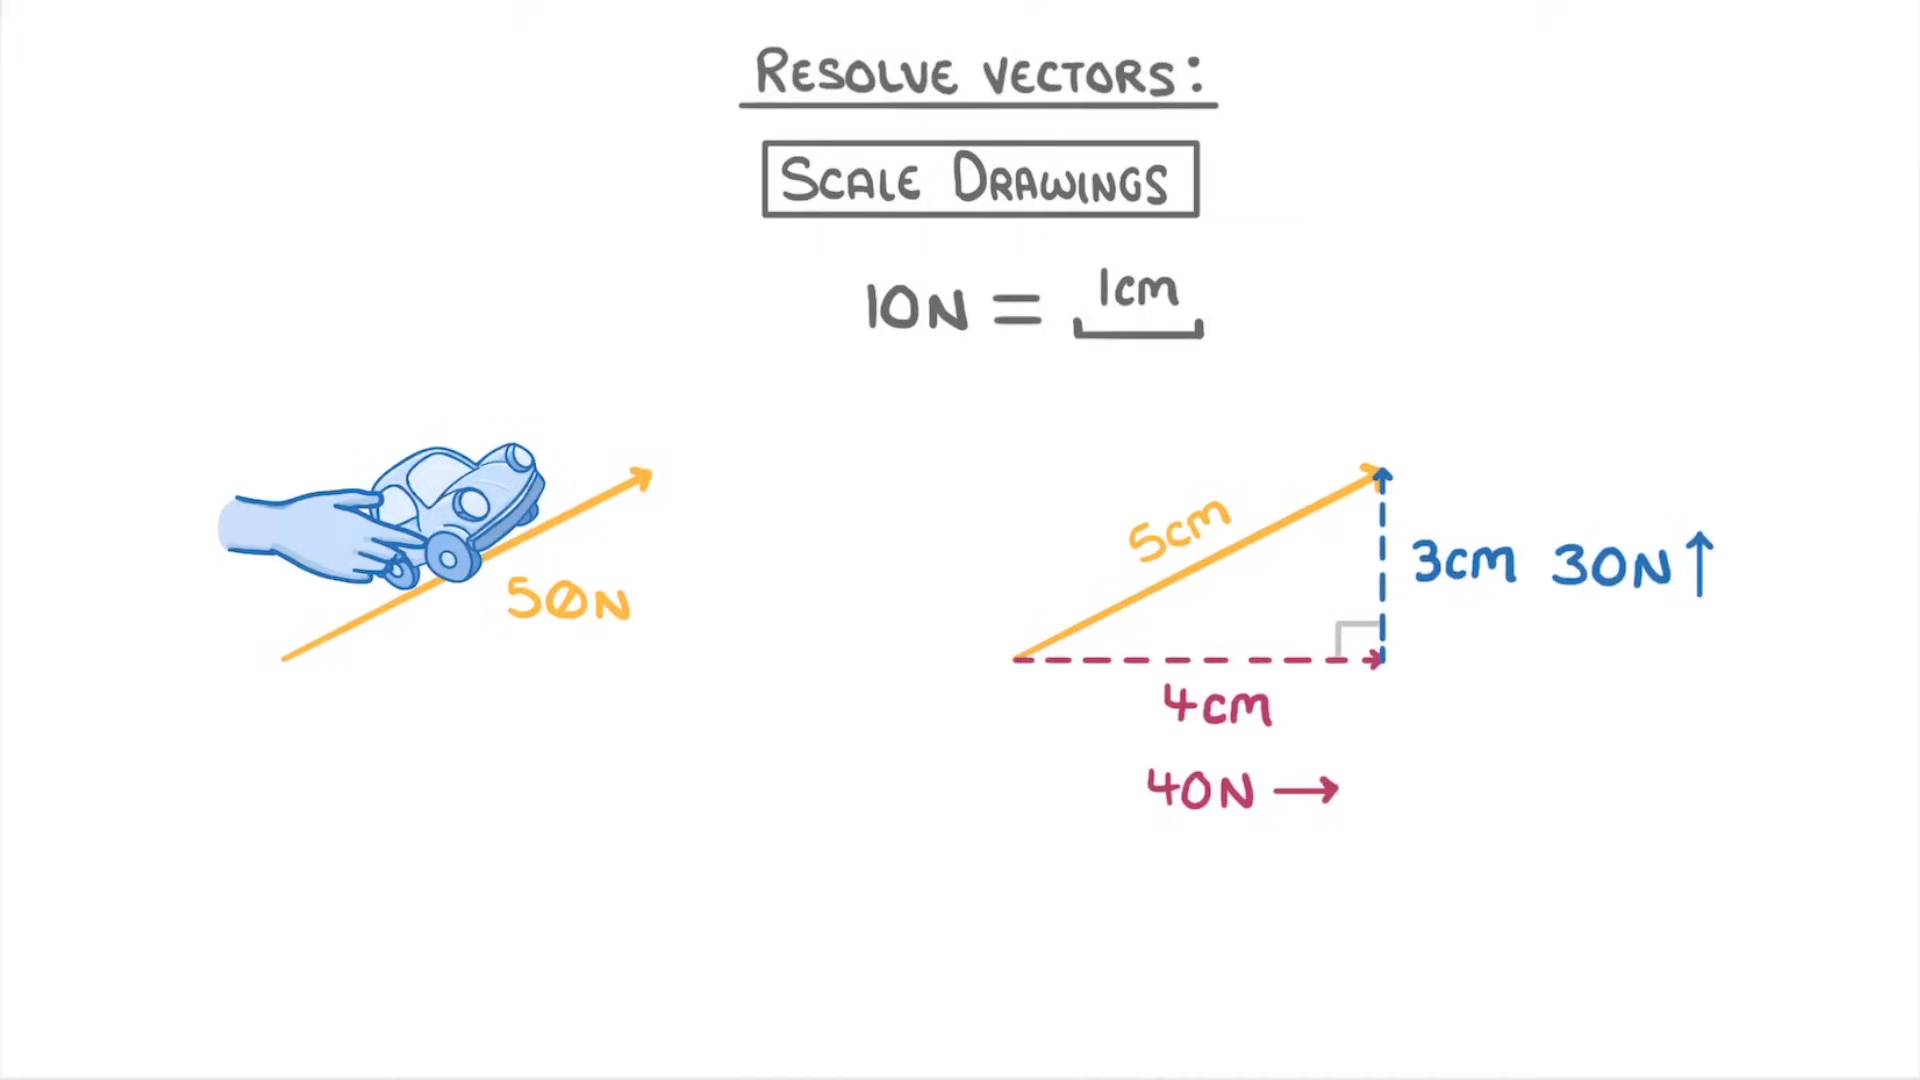 RESOLVE VECTORS:
SCALE DRAWINGS
10N = 1cm
50N
5cm
3cm 30N ↑
4cm
40N →